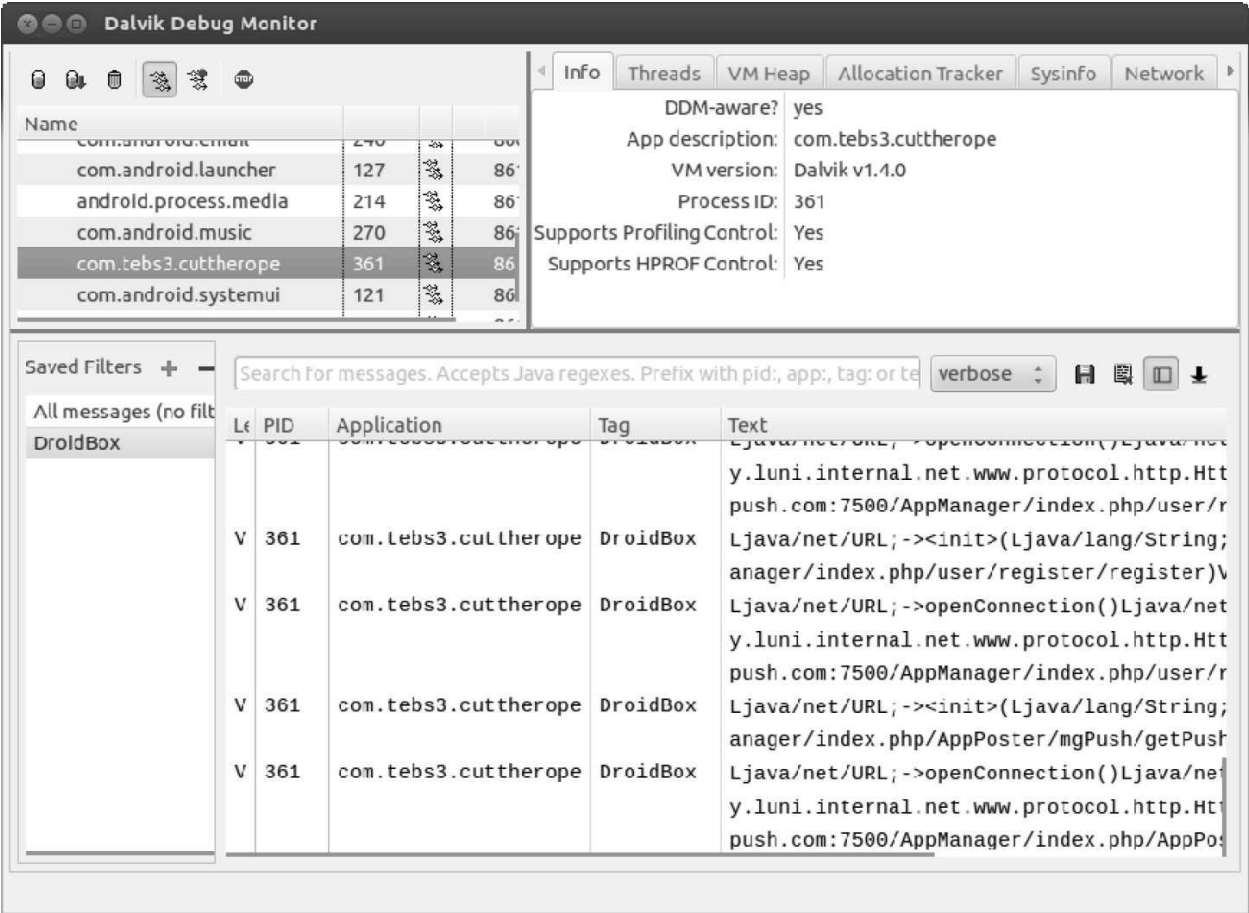 Dalvik Debug Monitor
Info Threads VM Heap Allocation Tracker Sysinfo Network
Name
com.android.launcher 127 86
android.process.media 214 86
com.android.music 270 86
com.tebs3.cuttherope 361 86
com.android.systemui 121 86
DDM-aware? yes
App description: com.tebs3.cuttherope
VM version: Dalvik v1.4.0
Process ID: 361
Supports Profiling Control: Yes
Supports HPROF Control: Yes
Saved Filters
All messages (no filt
DroidBox
Search for messages. Accepts Java regexes. Prefix with pid:, app:, tag: or te verbose
Le PID Application Tag Text
y.luni.internal.net.www.protocol.http.Htt
push.com:7500/AppManager/index.php/user/r
V 361 com.tebs3.cuttherope DroidBox Ljava/net/URL;-><init>(Ljava/lang/String;
anager/index.php/user/register/register)V
V 361 com.tebs3.cuttherope DroidBox Ljava/net/URL;->openConnection()Ljava/net
y.luni.internal.net.www.protocol.http.Htt
push.com:7500/AppManager/index.php/user/r
V 361 com.tebs3.cuttherope DroidBox Ljava/net/URL;-><init>(Ljava/lang/String;
anager/index.php/AppPoster/mgPush/getPush
V 361 com.tebs3.cuttherope DroidBox Ljava/net/URL;->openConnection()Ljava/net
y.luni.internal.net.www.protocol.http.Htt
push.com:7500/AppManager/index.php/AppPos